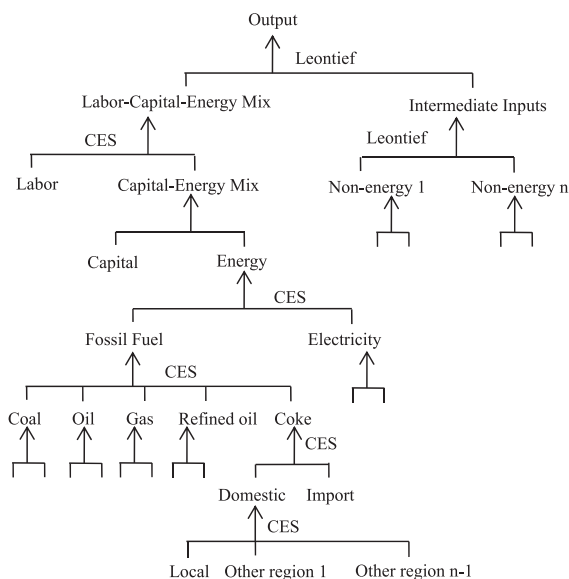 Output
Leontief
Labor-Capital-Energy Mix
Intermediate Inputs
CES
Leontief
Labor
Capital-Energy Mix
Non-energy 1
Non-energy n
Capital
Energy
CES
Fossil Fuel
Electricity
CES
Coal
Oil
Gas
Refined oil
Coke
CES
Domestic
Import
CES
Local
Other region 1
Other region n-1